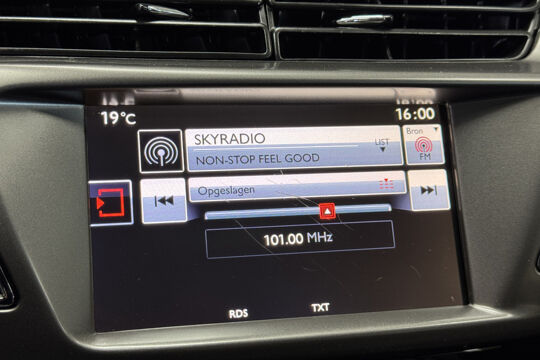 19°C
16:00
SKYRADIO
LIST
Bron
NON-STOP FEEL GOOD
FM
Opgeslagen
101.00 MHz
RDS
TXT